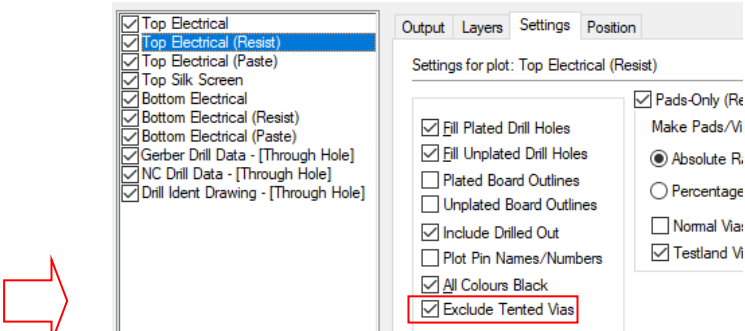 Top Electrical
Top Electrical (Resist)
Top Electrical (Paste)
Top Silk Screen
Bottom Electrical
Bottom Electrical (Resist)
Bottom Electrical (Paste)
Gerber Drill Data - [Through Hole]
NC Drill Data - [Through Hole]
Drill Ident Drawing - [Through Hole]
Output Layers Settings Position
Settings for plot: Top Electrical (Resist)
Fill Plated Drill Holes
Fill Unplated Drill Holes
Plated Board Outlines
Unplated Board Outlines
Include Drilled Out
Plot Pin Names/Numbers
All Colours Black
Exclude Tented Vias
Pads-Only (Re
Make Pads/Vi
Absolute Ra
Percentage
Normal Vias
Testland Vi